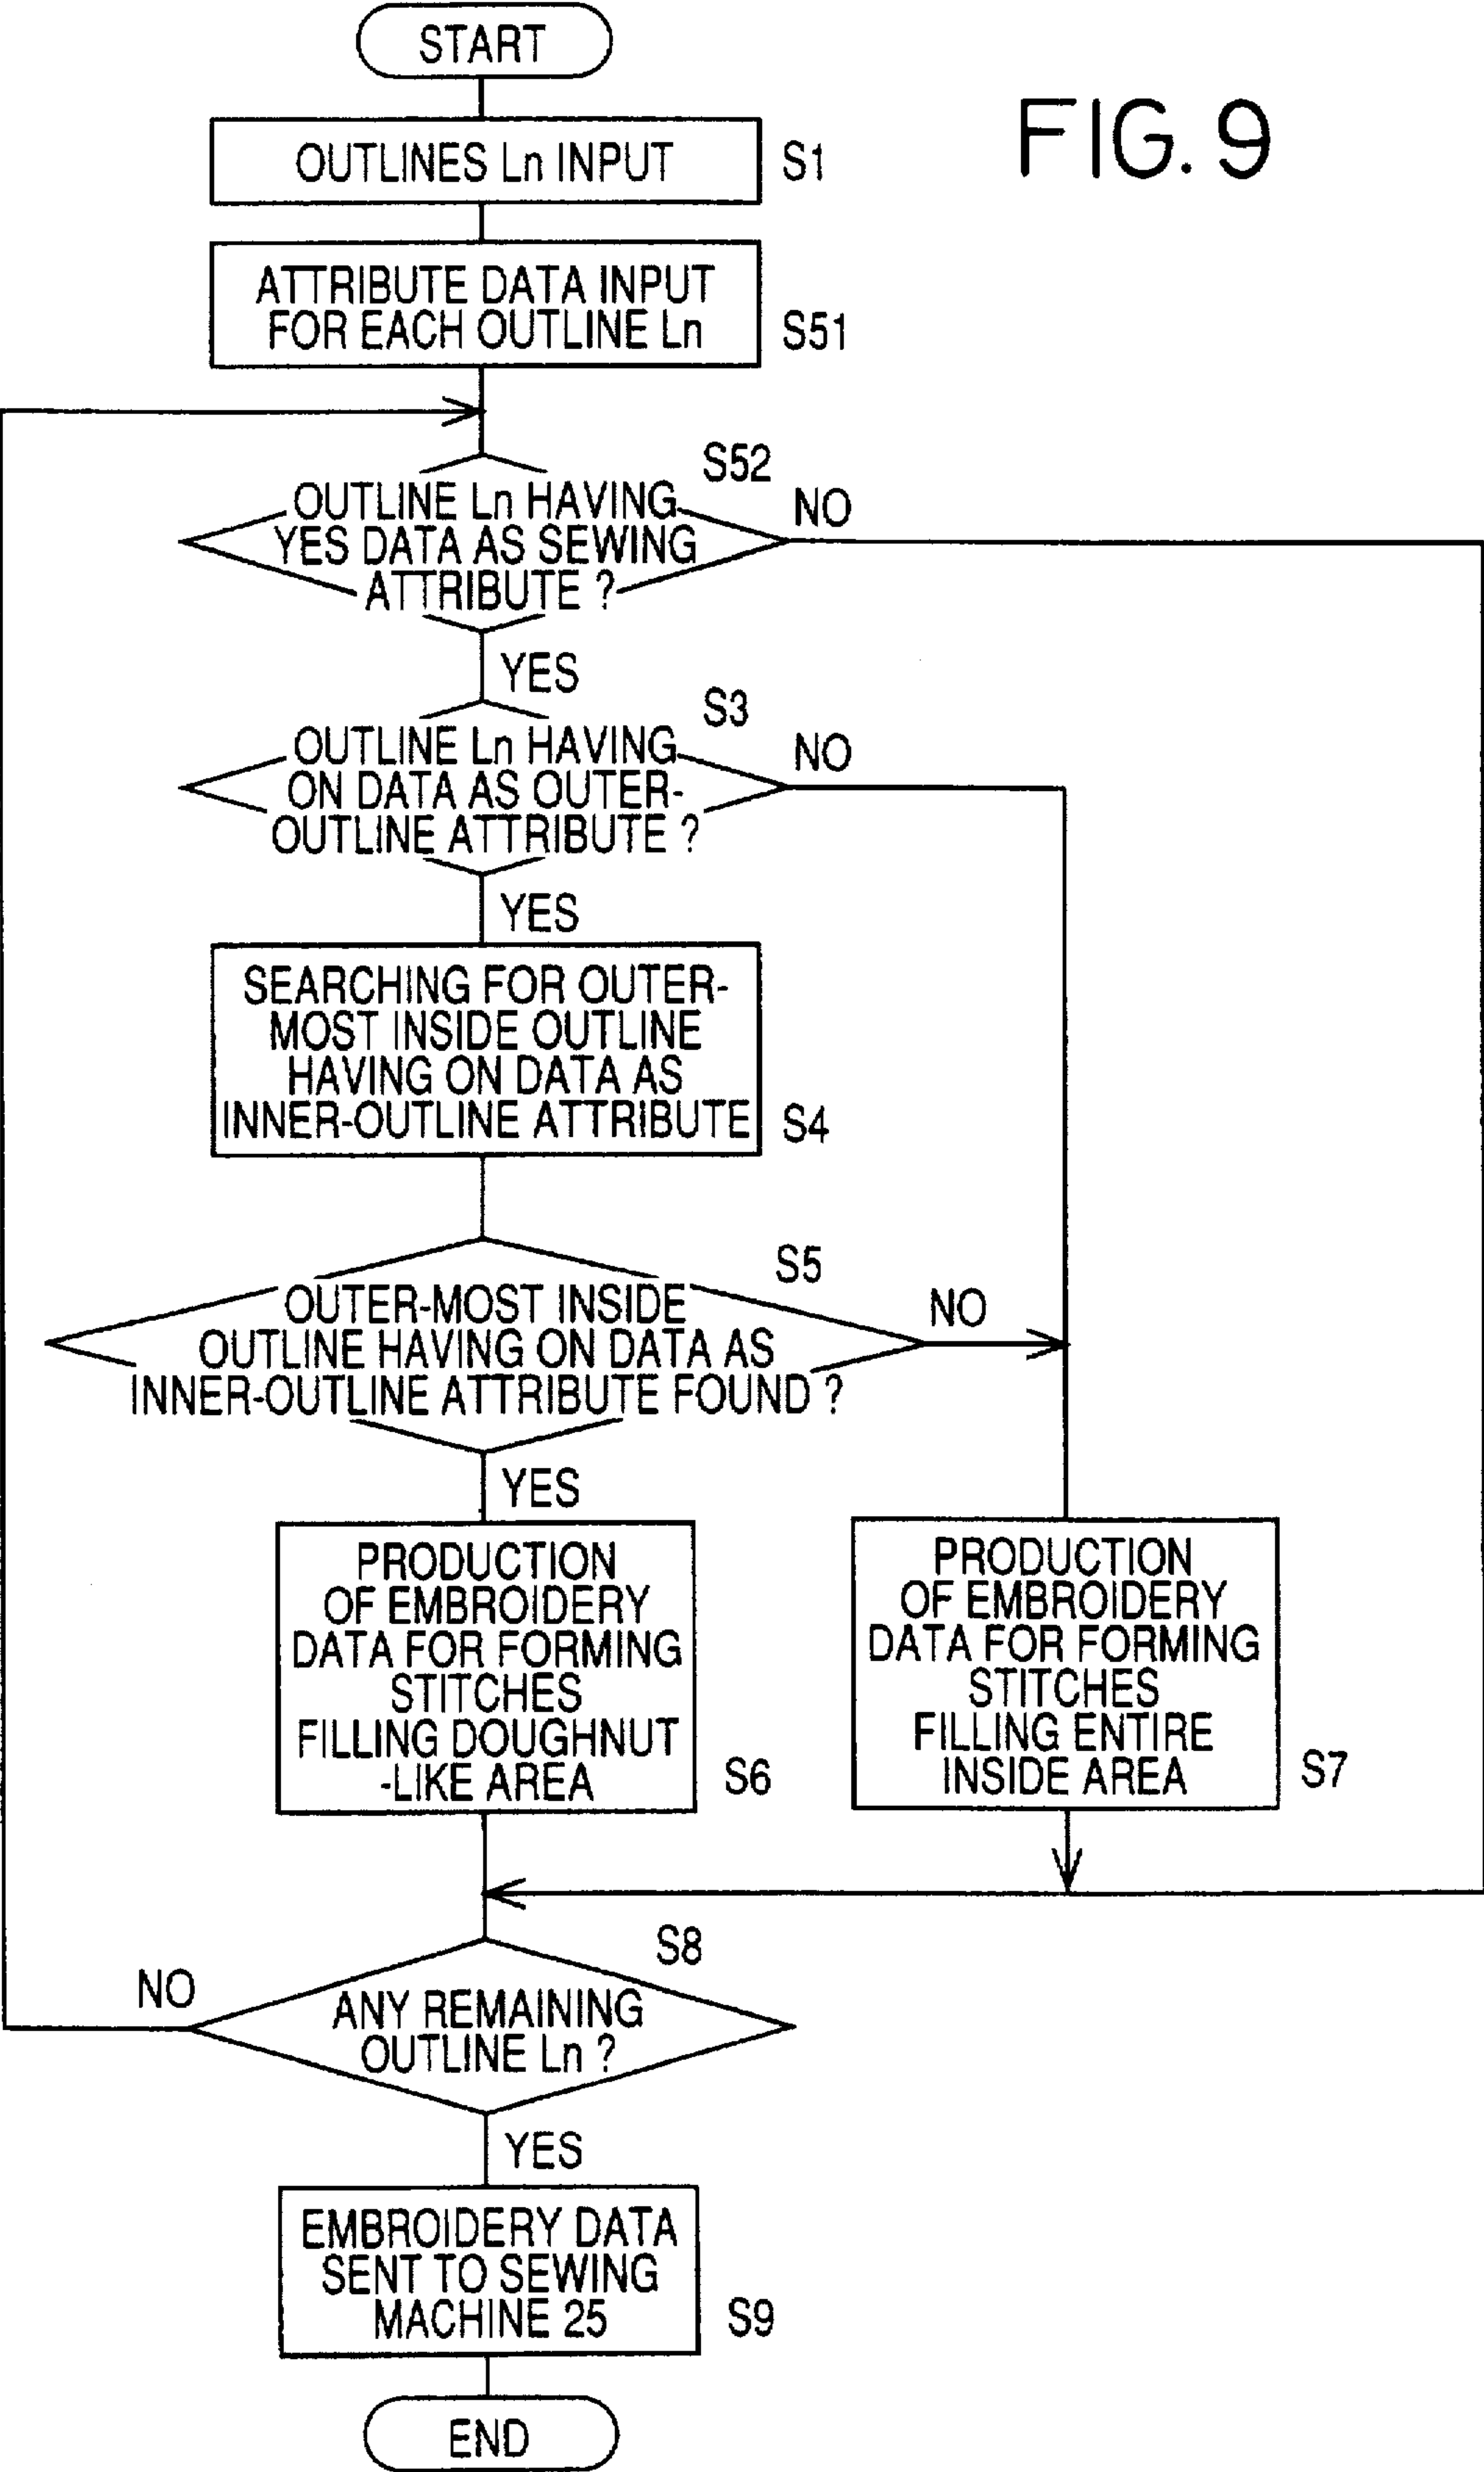 START
FIG. 9
OUTLINES Ln INPUT
S1
ATTRIBUTE DATA INPUT
FOR EACH OUTLINE Ln
S51
S52
OUTLINE Ln HAVING
YES DATA AS SEWING
ATTRIBUTE ?
NO
YES
S3
OUTLINE Ln HAVING
ON DATA AS OUTER-
OUTLINE ATTRIBUTE ?
NO
YES
SEARCHING FOR OUTER-
MOST INSIDE OUTLINE
HAVING ON DATA AS
INNER-OUTLINE ATTRIBUTE
S4
S5
OUTER-MOST INSIDE
OUTLINE HAVING ON DATA AS
INNER-OUTLINE ATTRIBUTE FOUND ?
NO
YES
PRODUCTION
OF EMBROIDERY
DATA FOR FORMING
STITCHES
FILLING DOUGHNUT
-LIKE AREA
S6
PRODUCTION
OF EMBROIDERY
DATA FOR FORMING
STITCHES
FILLING ENTIRE
INSIDE AREA
S7
S8
NO
ANY REMAINING
OUTLINE Ln ?
YES
EMBROIDERY DATA
SENT TO SEWING
MACHINE 25
S9
END